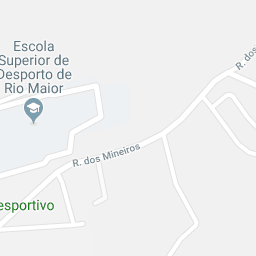 Escola
Superior de
Desporto de
Rio Maior
R. dos
R. dos Mineiros
esportivo